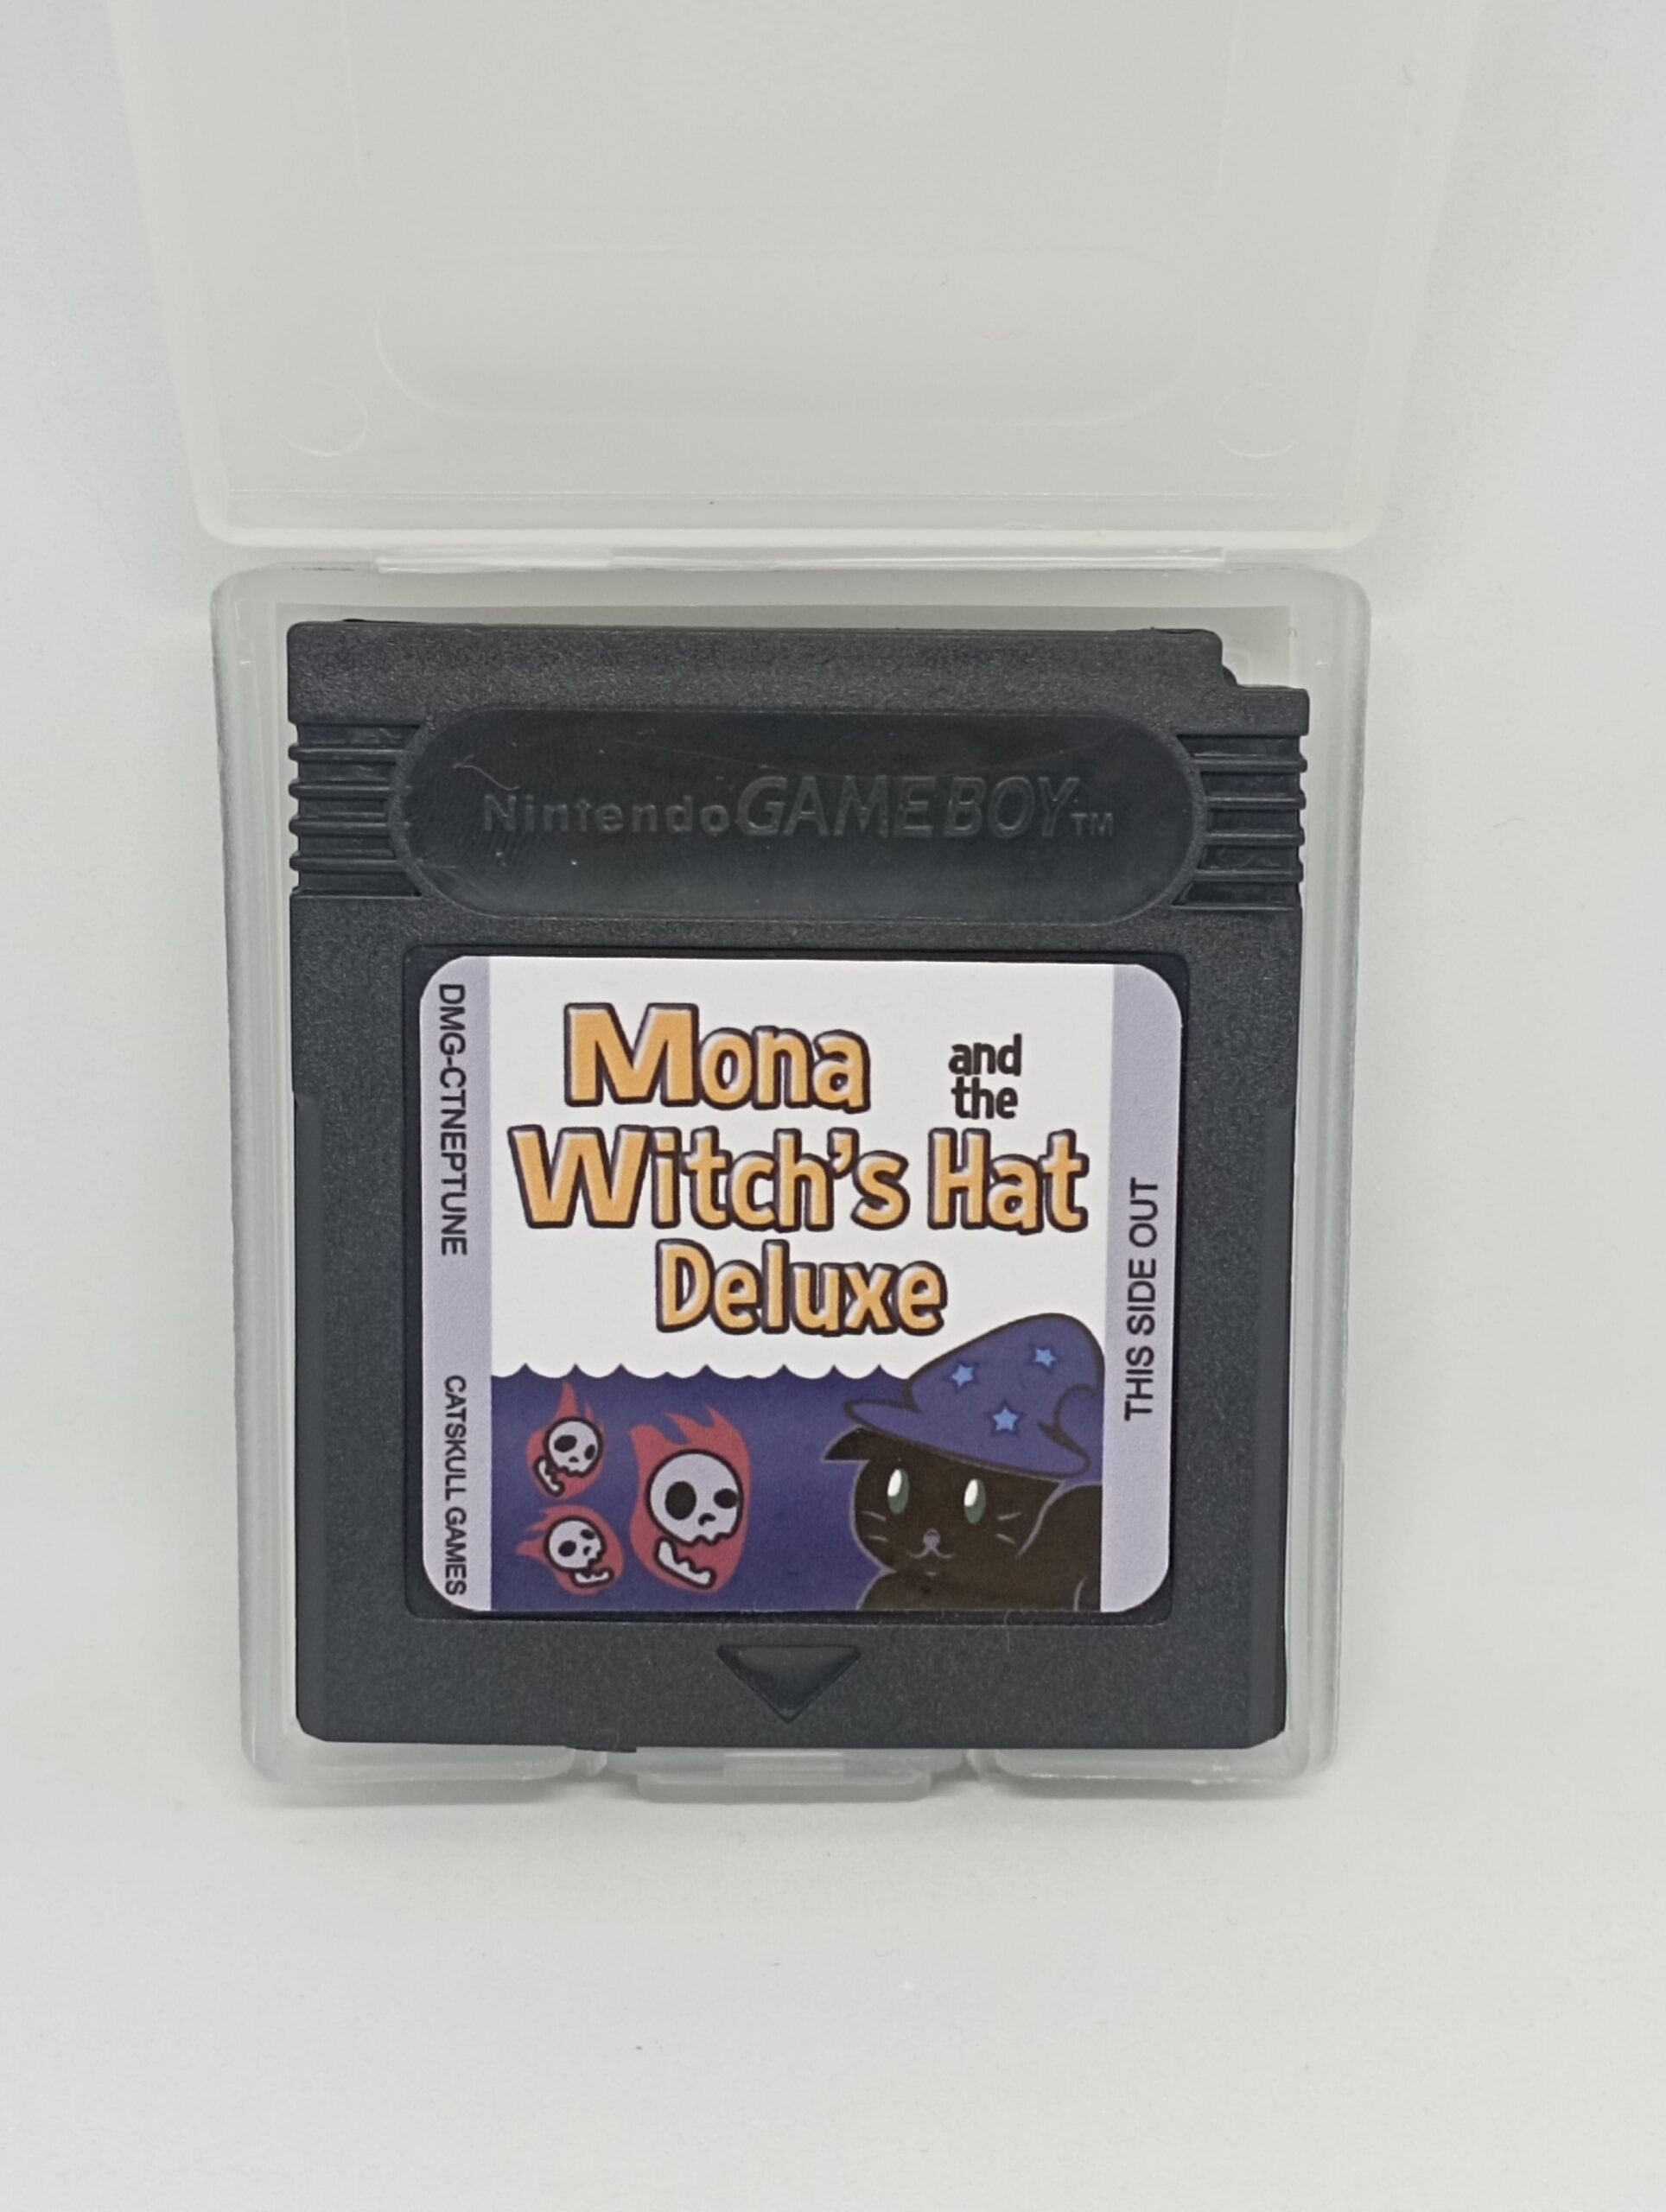 Nintendo GAME BOY TM
DMG-CTNEPTUNE
CATSKULL GAMES
Mona and the
Witch's Hat
Deluxe
THIS SIDE OUT